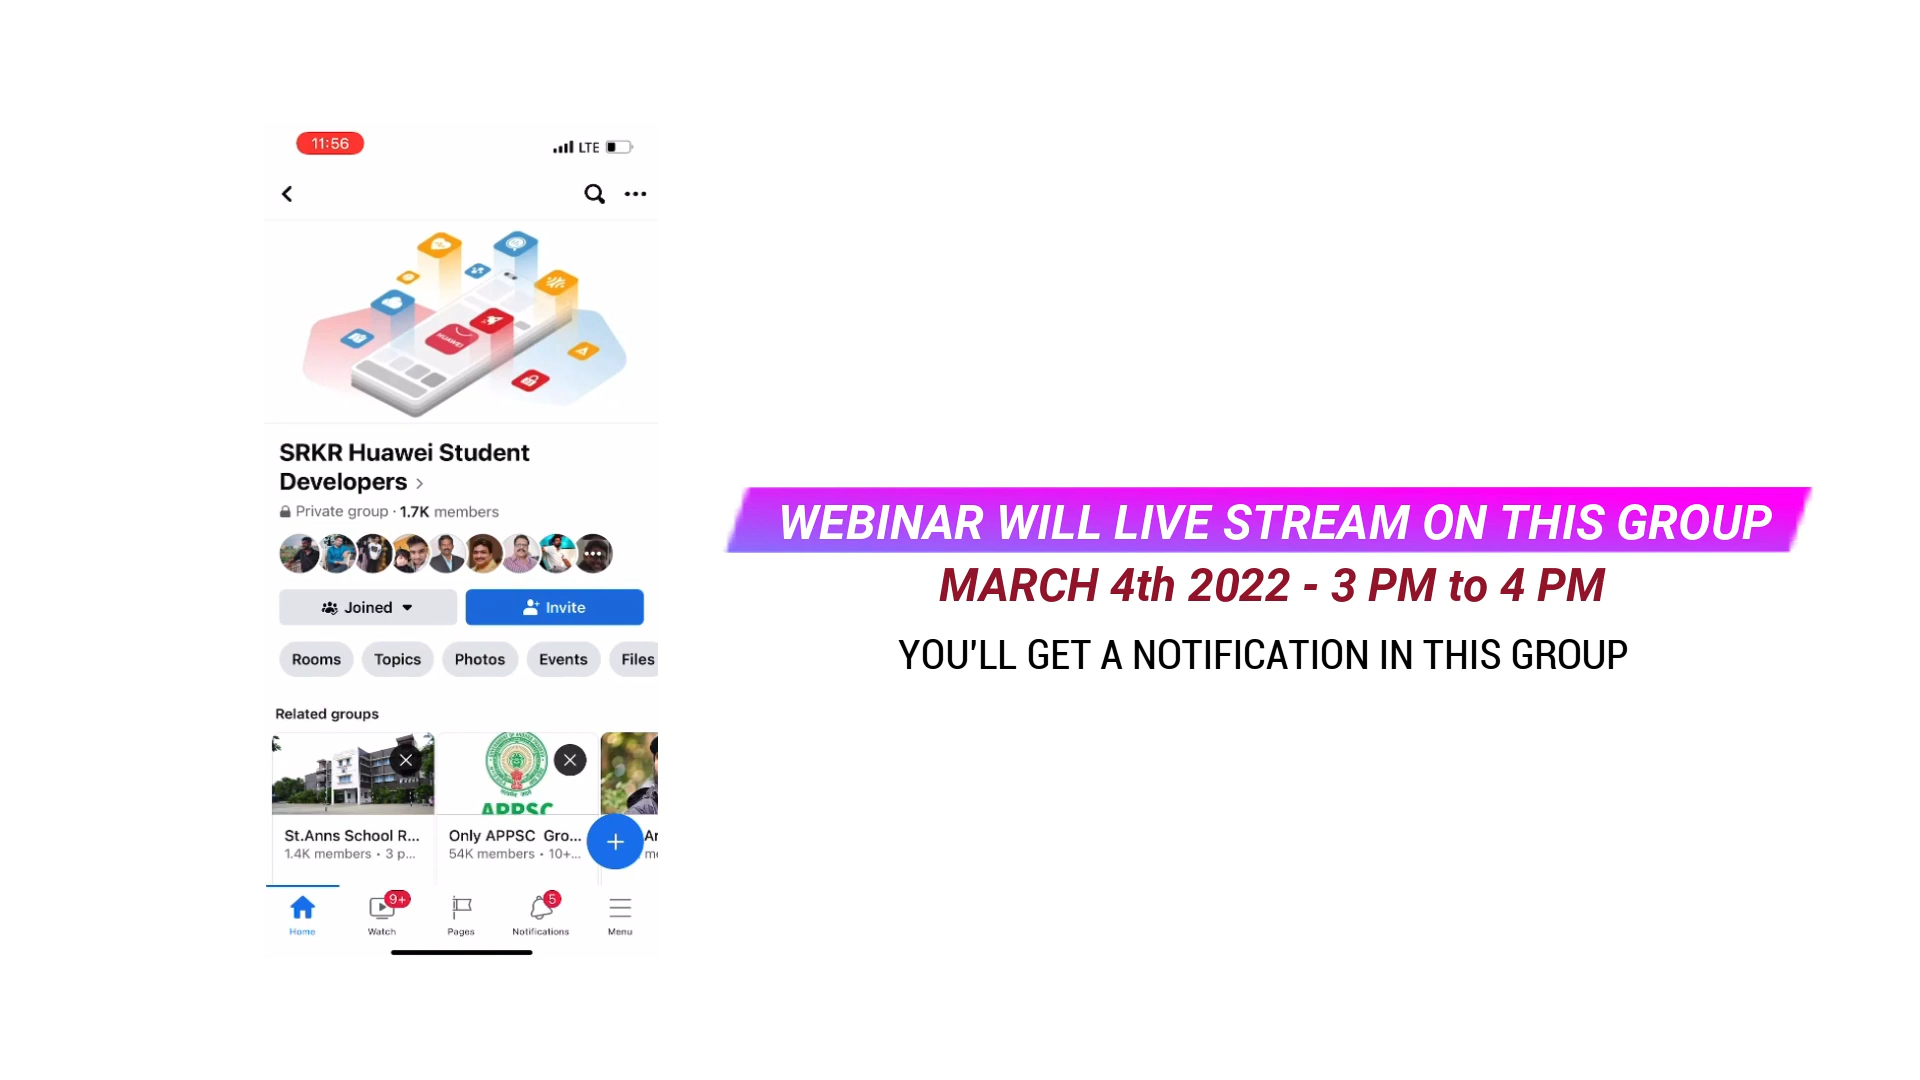 11:56
LTE
HUAWEI
SRKR Huawei Student
Developers >
Private group · 1.7K members
Joined
Invite
Rooms
Topics
Photos
Events
Files
Related groups
APPSC
St.Anns School R...
1.4K members • 3 p...
Only APPSC Gro...
54K members • 10+...
Ar
9+
5
Home
Watch
Pages
Notifications
Menu
WEBINAR WILL LIVE STREAM ON THIS GROUP
MARCH 4th 2022 - 3 PM to 4 PM
YOU'LL GET A NOTIFICATION IN THIS GROUP